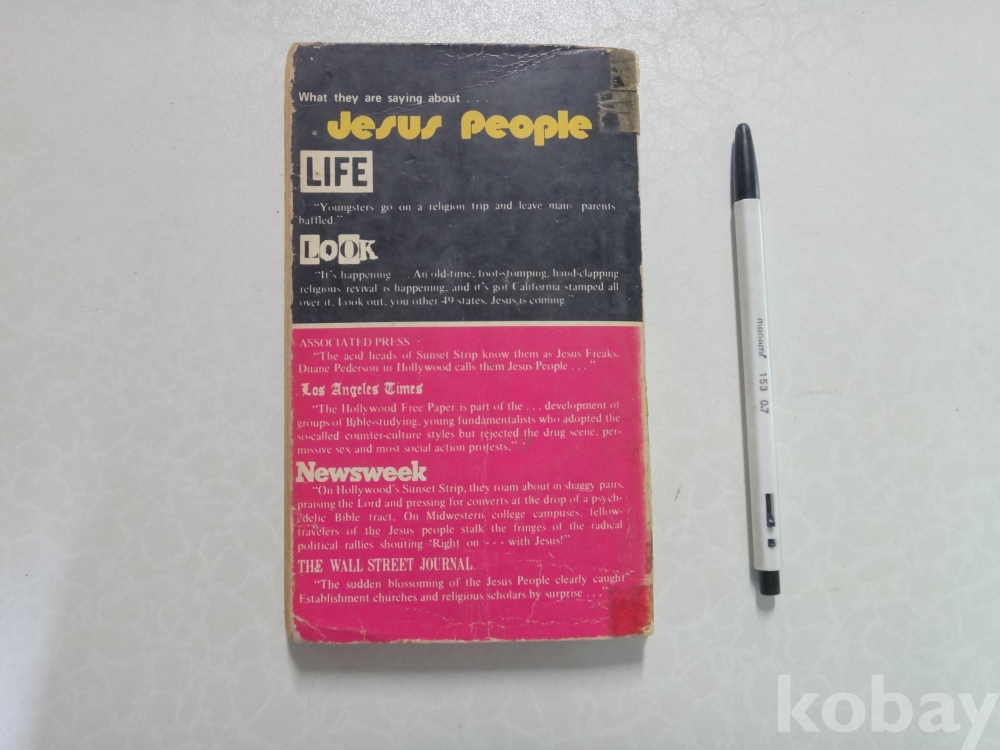 What they are saying about . . .
Jesus People
LIFE
"Youngsters go on a religion trip and leave many parents
baffled."
LOOK
"It's happening . . An old-time, foot-stomping, hand-clapping
religious revival is happening, and it's got California stamped all
over it. Look out, you other 49 states. Jesus is coming"
ASSOCIATED PRESS -
"The acid heads of Sunset Strip know them as Jesus Freaks.
Duane Pederson in Hollywood calls them Jesus People . . ."
Los Angeles Times
"The Hollywood Free Paper is part of the . . . development of
groups of Bible-studying, young fundamentalists who adopted the
so-called counter-culture styles but rejected the drug scene, per-
missive sex and most social action protests."
Newsweek
"On Hollywood's Sunset Strip, they roam about in shaggy pairs,
praising the Lord and pressing for converts at the drop of a psych-
edelic Bible tract. On Midwestern college campuses, fellow-
travelers of the Jesus people stalk the fringes of the radical
political rallies shouting 'Right on - - - with Jesus!"
THE WALL STREET JOURNAL
"The sudden blossoming of the Jesus People clearly caught
Establishment churches and religious scholars by surprise . . ."
monami 153 0.7
kobay